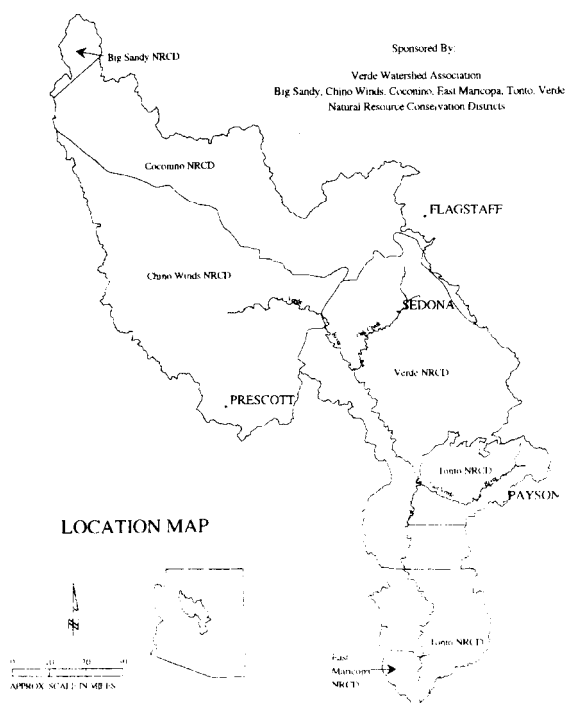 Big Sandy NRCD
Sponsored By:
Verde Watershed Association
Big Sandy, Chino Winds, Coconino, East Maricopa, Tonto, Verde
Natural Resource Conservation Districts
Coconino NRCD
FLAGSTAFF
Chino Winds NRCD
SEDONA
Verde NRCD
PRESCOTT
Tonto NRCD
PAYSON
LOCATION MAP
Tonto NRCD
East
Maricopa
NRCD
0
APPROX. SCALE IN MILES